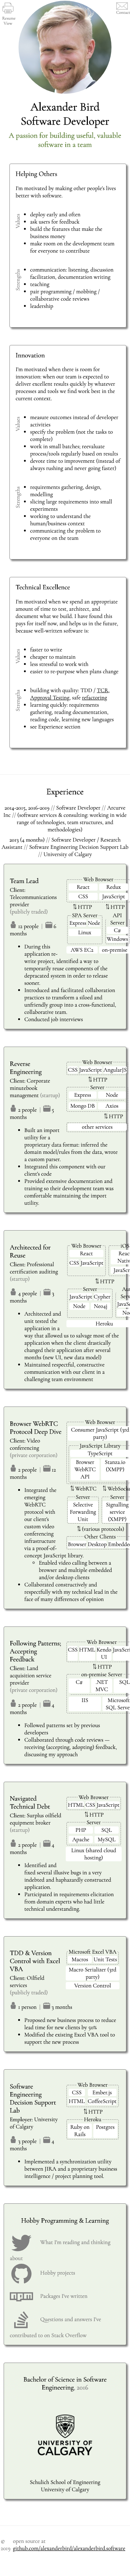 Resume
View
Contact
Alexander Bird
Software Developer
A passion for building useful, valuable
software in a team
Helping Others
I'm motivated by making other people's lives
better with software.
Values
deploy early and often
ask users for feedback
build the features that make the
business money
make room on the development team
for everyone to contribute
Strengths
communication: listening, discussion
facilitation, documentation writing
teaching
pair programming / mobbing /
collaborative code reviews
leadership
Innovation
I'm motivated when there is room for
innovation: when our team is expected to
deliver excellent results quickly by whatever
processes and tools we find work best in the
current context.
Values
measure outcomes instead of developer
activities
specify the problem (not the tasks to
complete)
work in small batches; reevaluate
process/tools regularly based on results
devote time to improvement (instead of
always rushing and never going faster)
Strengths
requirements gathering, design,
modelling
slicing large requirements into small
experiments
working to understand the
human/business context
communicating the problem to
everyone on the team
Technical Excellence
I'm motivated when we spend an appropriate
amount of time to test, architect, and
document what we build. I have found this
pays for itself now, and helps us in the future.
Values
faster to write
cheaper to maintain
less stressful to work with
easier to re-purpose when plans change
Strengths
building with quality: TDD / TCR,
Approval Testing, safe refactoring
learning quickly: requirements
gathering, reading documentation,
reading code, learning new languages
see Experience section
Experience
2014-2015, 2016-2019 // Software Developer // Arcurve
Inc // (software services & consulting, working in wide
range of technologies, team structures, and
methodologies)
2013 (4 months) // Software Developer / Research
Assistant // Software Engineering Decision Support Lab
// University of Calgary
Team Lead
Client:
Telecommunications
provider
(publicly traded)
12 people | 6
months
Web Browser
React Redux
CSS JavaScript
⇅ HTTP ⇅ HTTP
SPA Server API
Express Node Server
Linux C#
Windows
AWS EC2 on-premise
During this
application re-
write project, identified a way to
temporarily reuse some components of the
deprecated system in order to release
sooner.
Introduced and facilitated collaboration
practices to transform a siloed and
unfriendly group into a cross-functional,
collaborative team.
Conducted job interviews
Reverse
Engineering
Client: Corporate
minutebook
management (startup)
2 people | 5
months
Web Browser
CSS JavaScript AngularJS
⇅ HTTP
Server
Express Node
Mongo DB Axios
⇅ HTTP
other services
Built an import
utility for a
proprietary data format: inferred the
domain model/rules from the data, wrote
a custom parser.
Integrated this component with our
client's code
Provided extensive documentation and
training so their development team was
comfortable maintaining the import
utility.
Architected for
Reuse
Client: Professional
certification auditing
(startup)
4 people | 5
months
Web Browser
React
CSS JavaScript
⇅ HTTP
Server
JavaScript Cypher
Node Neo4j
Heroku
Architected and
unit tested the
application in a
way that allowed us to salvage most of the
application when the client drastically
changed their application after several
months (new UI, new data model)
Maintained respectful, constructive
communication with our client in a
challenging team environment
Browser WebRTC
Protocol Deep Dive
Client: Video
conferencing
(private corporation)
2 people | 12
months
Web Browser
Consumer JavaScript (3rd
party)
JavaScript Library
TypeScript
Browser Stanza.io
WebRTC (XMPP)
API
⇅ WebRTC ⇅ WebSocket
Server Server
Selective Signalling
Forwarding service
Unit (XMPP)
⇅ (various protocols)
Other Clients
Browser Desktop Embedded
Integrated the
emerging
WebRTC
protocol with
our client's
custom video
conferencing
infrastructure
via a proof-of-
concept JavaScript library.
Enabled video calling between a
browser and multiple embedded
and/or desktop clients
Collaborated constructively and
respectfully with my technical lead in the
face of many differences of opinion
Following Patterns;
Accepting
Feedback
Client: Land
acquisition service
provider
(private corporation)
2 people | 4
months
Web Browser
CSS HTML Kendo JavaScript
UI
⇅ HTTP
on-premise Server
C# .NET SQL
MVC
IIS Microsoft
SQL Server
Followed patterns set by previous
developers
Collaborated through code reviews —
receiving (accepting, adopting) feedback,
discussing my approach
Navigated
Technical Debt
Client: Surplus oilfield
equipment broker
(startup)
2 people | 4
months
Web Browser
HTML CSS JavaScript
⇅ HTTP
Server
PHP SQL
Apache MySQL
Linux (shared cloud
hosting)
Identified and
fixed several illusive bugs in a very
indebted and haphazardly constructed
application.
Participated in requirements elicitation
from domain experts who had little
technical understanding.
TDD & Version
Control with Excel
VBA
Client: Oilfield
services
(publicly traded)
1 person | 3 months
Microsoft Excel VBA
Macros Unit Tests
Macro Serializer (3rd
party)
Version Control
Proposed new business process to reduce
lead time for new clients by 50%
Modified the existing Excel VBA tool to
support the new process
Software
Engineering
Decision Support
Lab
Employer: University
of Calgary
3 people | 4
months
Web Browser
CSS Ember.js
HTML CoffeeScript
⇅ HTTP
Heroku
Ruby on Postgres
Rails
Implemented a synchronization utility
between JIRA and a proprietary business
intelligence / project planning tool.
Hobby Programming & Learning
What I'm reading and thinking
about
Hobby projects
Packages I've written
Questions and answers I've
contributed to on Stack Overflow
Bachelor of Science in Software
Engineering, 2016
UNIVERSITY OF
CALGARY
Schulich School of Engineering
University of Calgary
©
2019
open source at
github.com/alexanderbird/alexanderbird.software